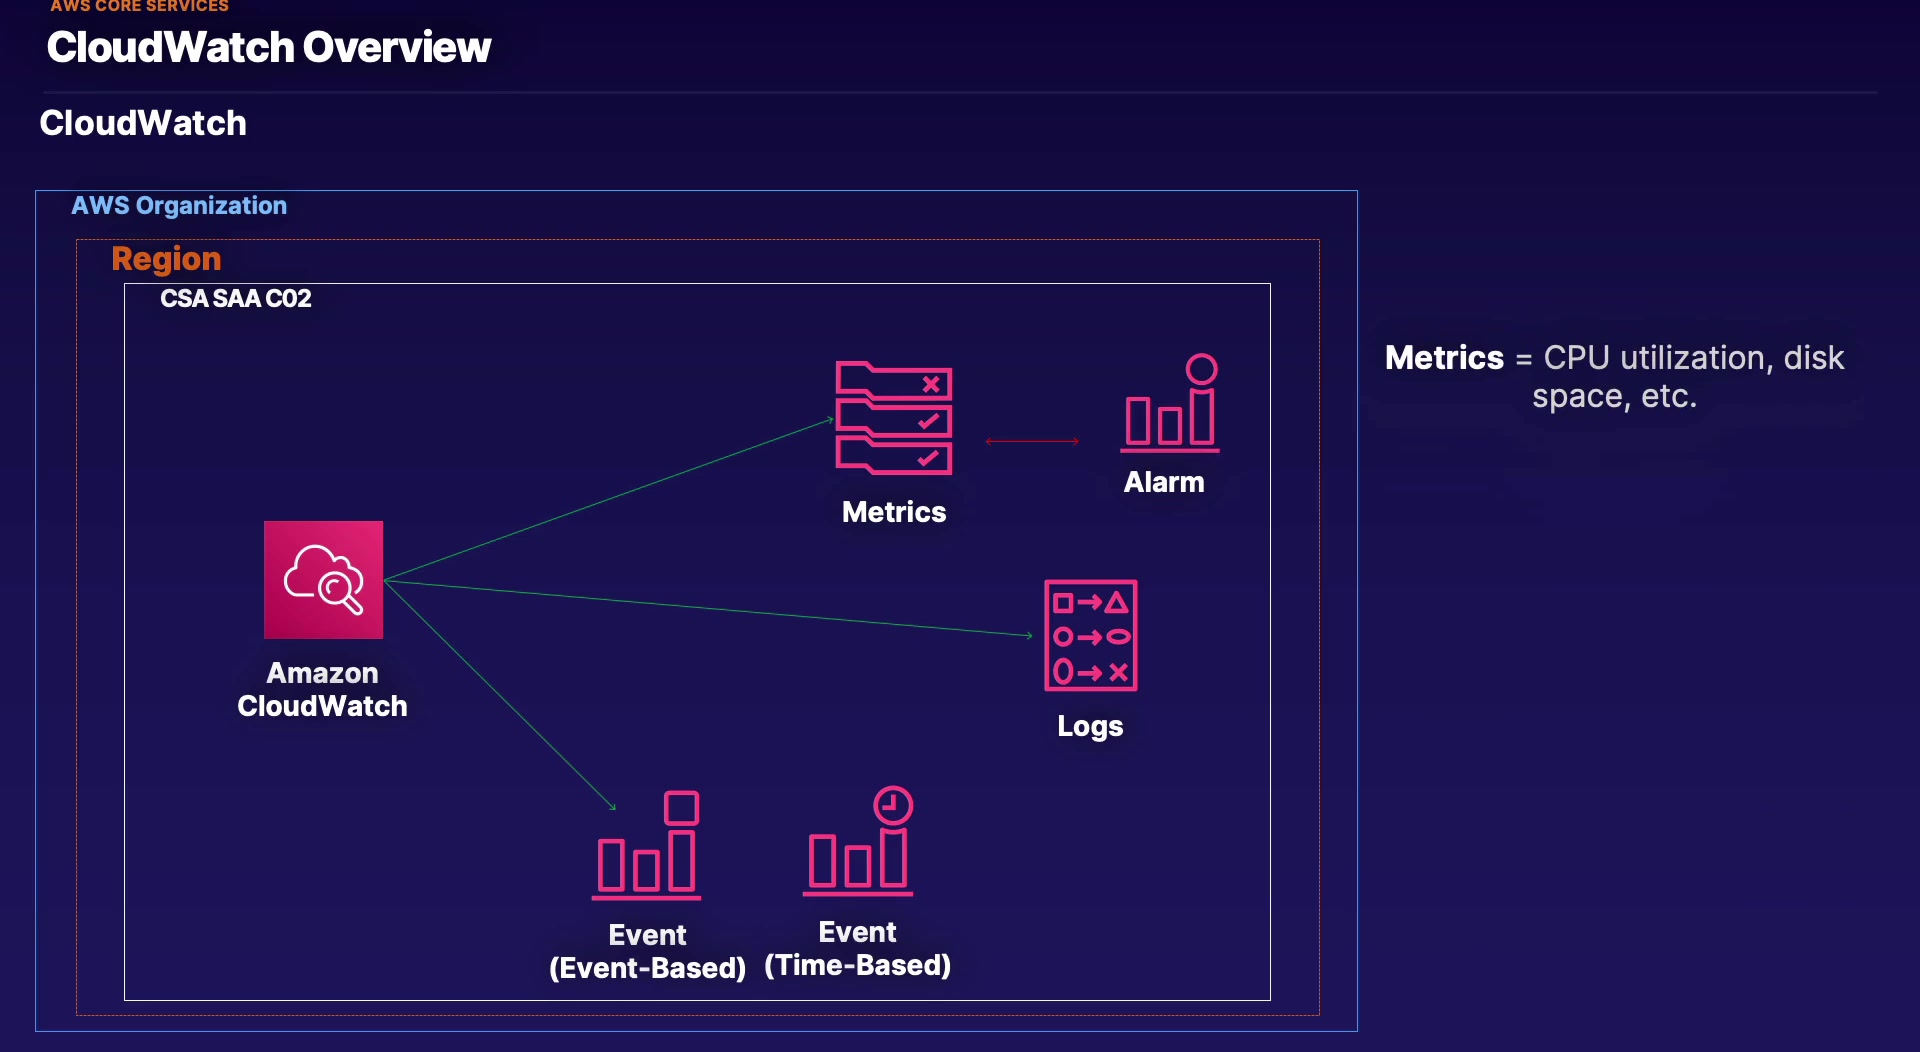 AWS CORE SERVICES
CloudWatch Overview
CloudWatch
AWS Organization
Region
CSA SAA C02
Metrics = CPU utilization, disk
space, etc.
Metrics
Alarm
Amazon
CloudWatch
Logs
Event
(Event-Based)
Event
(Time-Based)